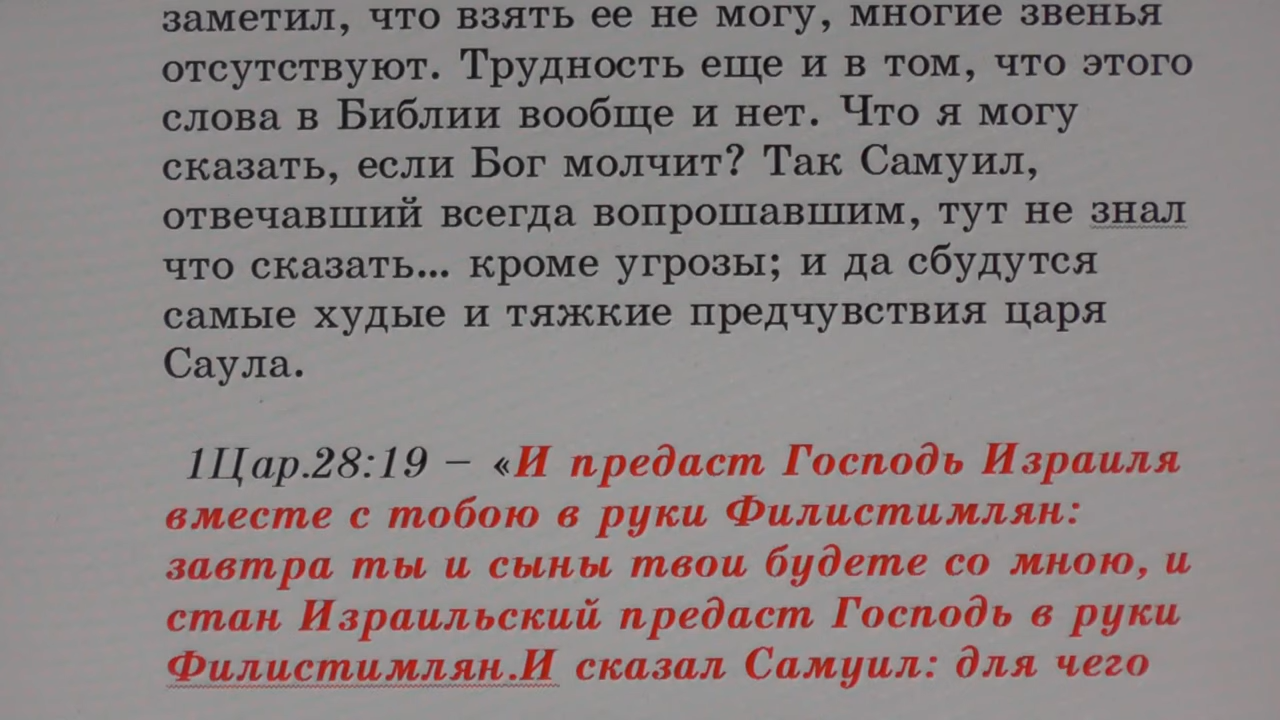 заметил, что взять ее не могу, многие звенья
отсутствуют. Трудность еще и в том, что этого
слова в Библии вообще и нет. Что я могу
сказать, если Бог молчит? Так Самуил,
отвечавший всегда вопрошавшим, тут не знал
что сказать... кроме угрозы; и да сбудутся
самые худые и тяжкие предчувствия царя
Саула.
1Цар.28:19 – «И предаст Господь Израиля
вместе с тобою в руки Филистимлян:
завтра ты и сыны твои будете со мною, и
стан Израильский предаст Господь в руки
Филистимлян.И сказал Самуил: для чего